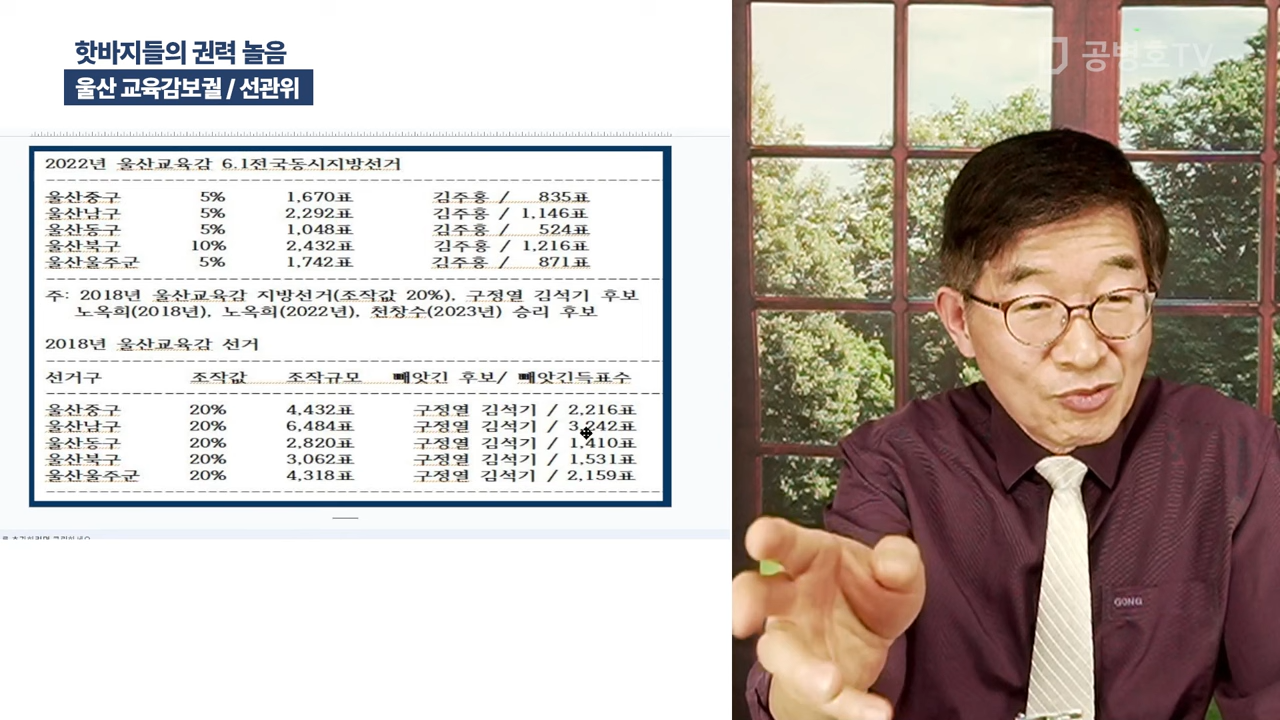 핫바지들의 권력 놀음
울산 교육감보궐 / 선관위
공병호TV
2022년 울산교육감 6.1전국동시지방선거
울산중구 5% 1,670표 김주홍 / 835표
울산남구 5% 2,292표 김주홍 / 1,146표
울산동구 5% 1,048표 김주홍 / 524표
울산북구 10% 2,432표 김주홍 / 1,216표
울산울주군 5% 1,742표 김주홍 / 871표
주: 2018년 울산교육감 지방선거(조작값 20%), 구정열 김석기 후보
노옥희(2018년), 노옥희(2022년), 천창수(2023년) 승리 후보
2018년 울산교육감 선거
선거구 조작값 조작규모 빼앗긴 후보/ 빼앗긴득표수
울산중구 20% 4,432표 구정열 김석기 / 2,216표
울산남구 20% 6,484표 구정열 김석기 / 3,242표
울산동구 20% 2,820표 구정열 김석기 / 1,410표
울산북구 20% 3,062표 구정열 김석기 / 1,531표
울산울주군 20% 4,318표 구정열 김석기 / 2,159표
GONG